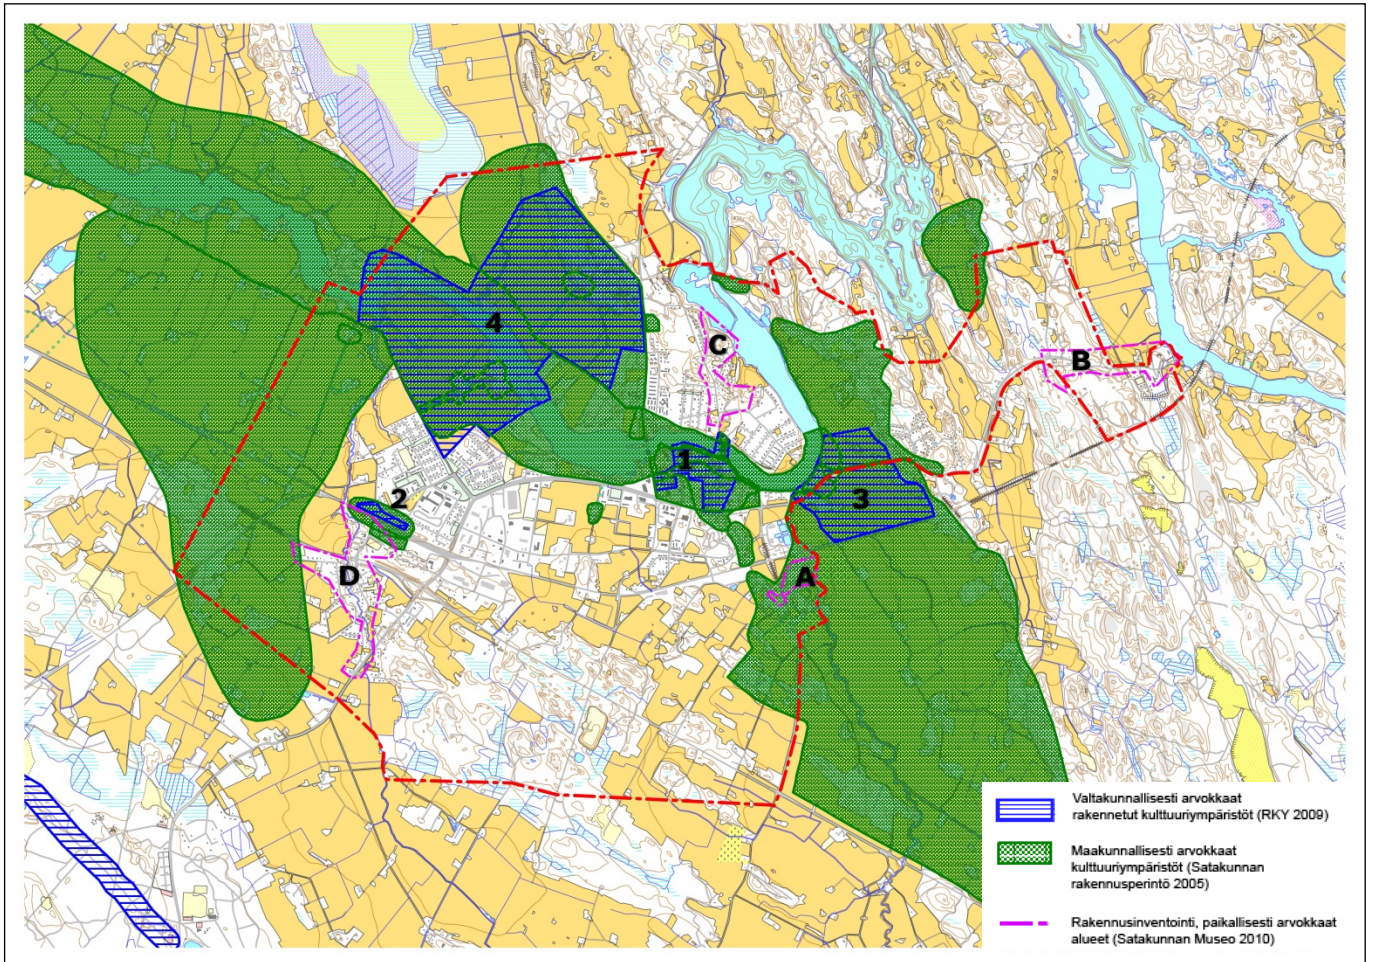 4
C
B
1
3
2
D
A
Valtakunnallisesti arvokkaat
rakennetut kulttuuriympäristöt (RKY 2009)
Maakunnallisesti arvokkaat
kulttuuriympäristöt (Satakunnan
rakennusperintö 2005)
Rakennusinventointi, paikallisesti arvokkaat
alueet (Satakunnan Museo 2010)